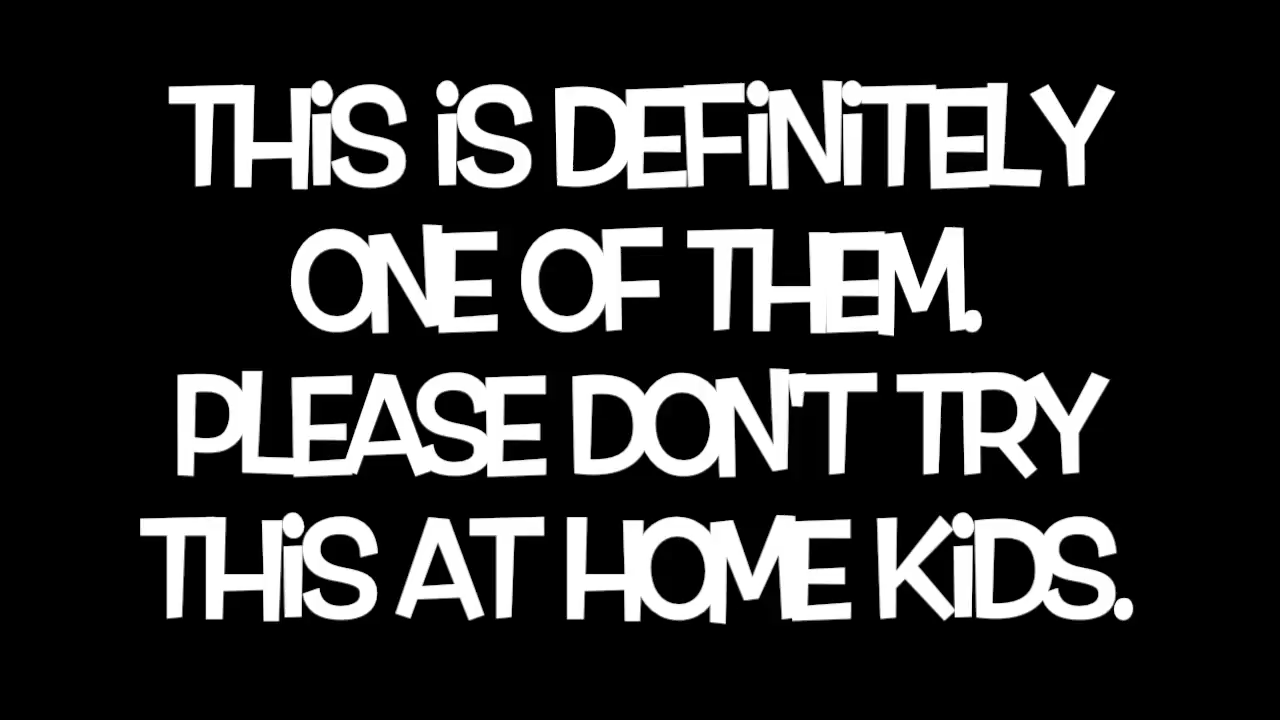 THiS iS DEFiNiTELY
ONE OF THEM.
PLEASE DON'T TRY
THiS AT HOME KiDS.